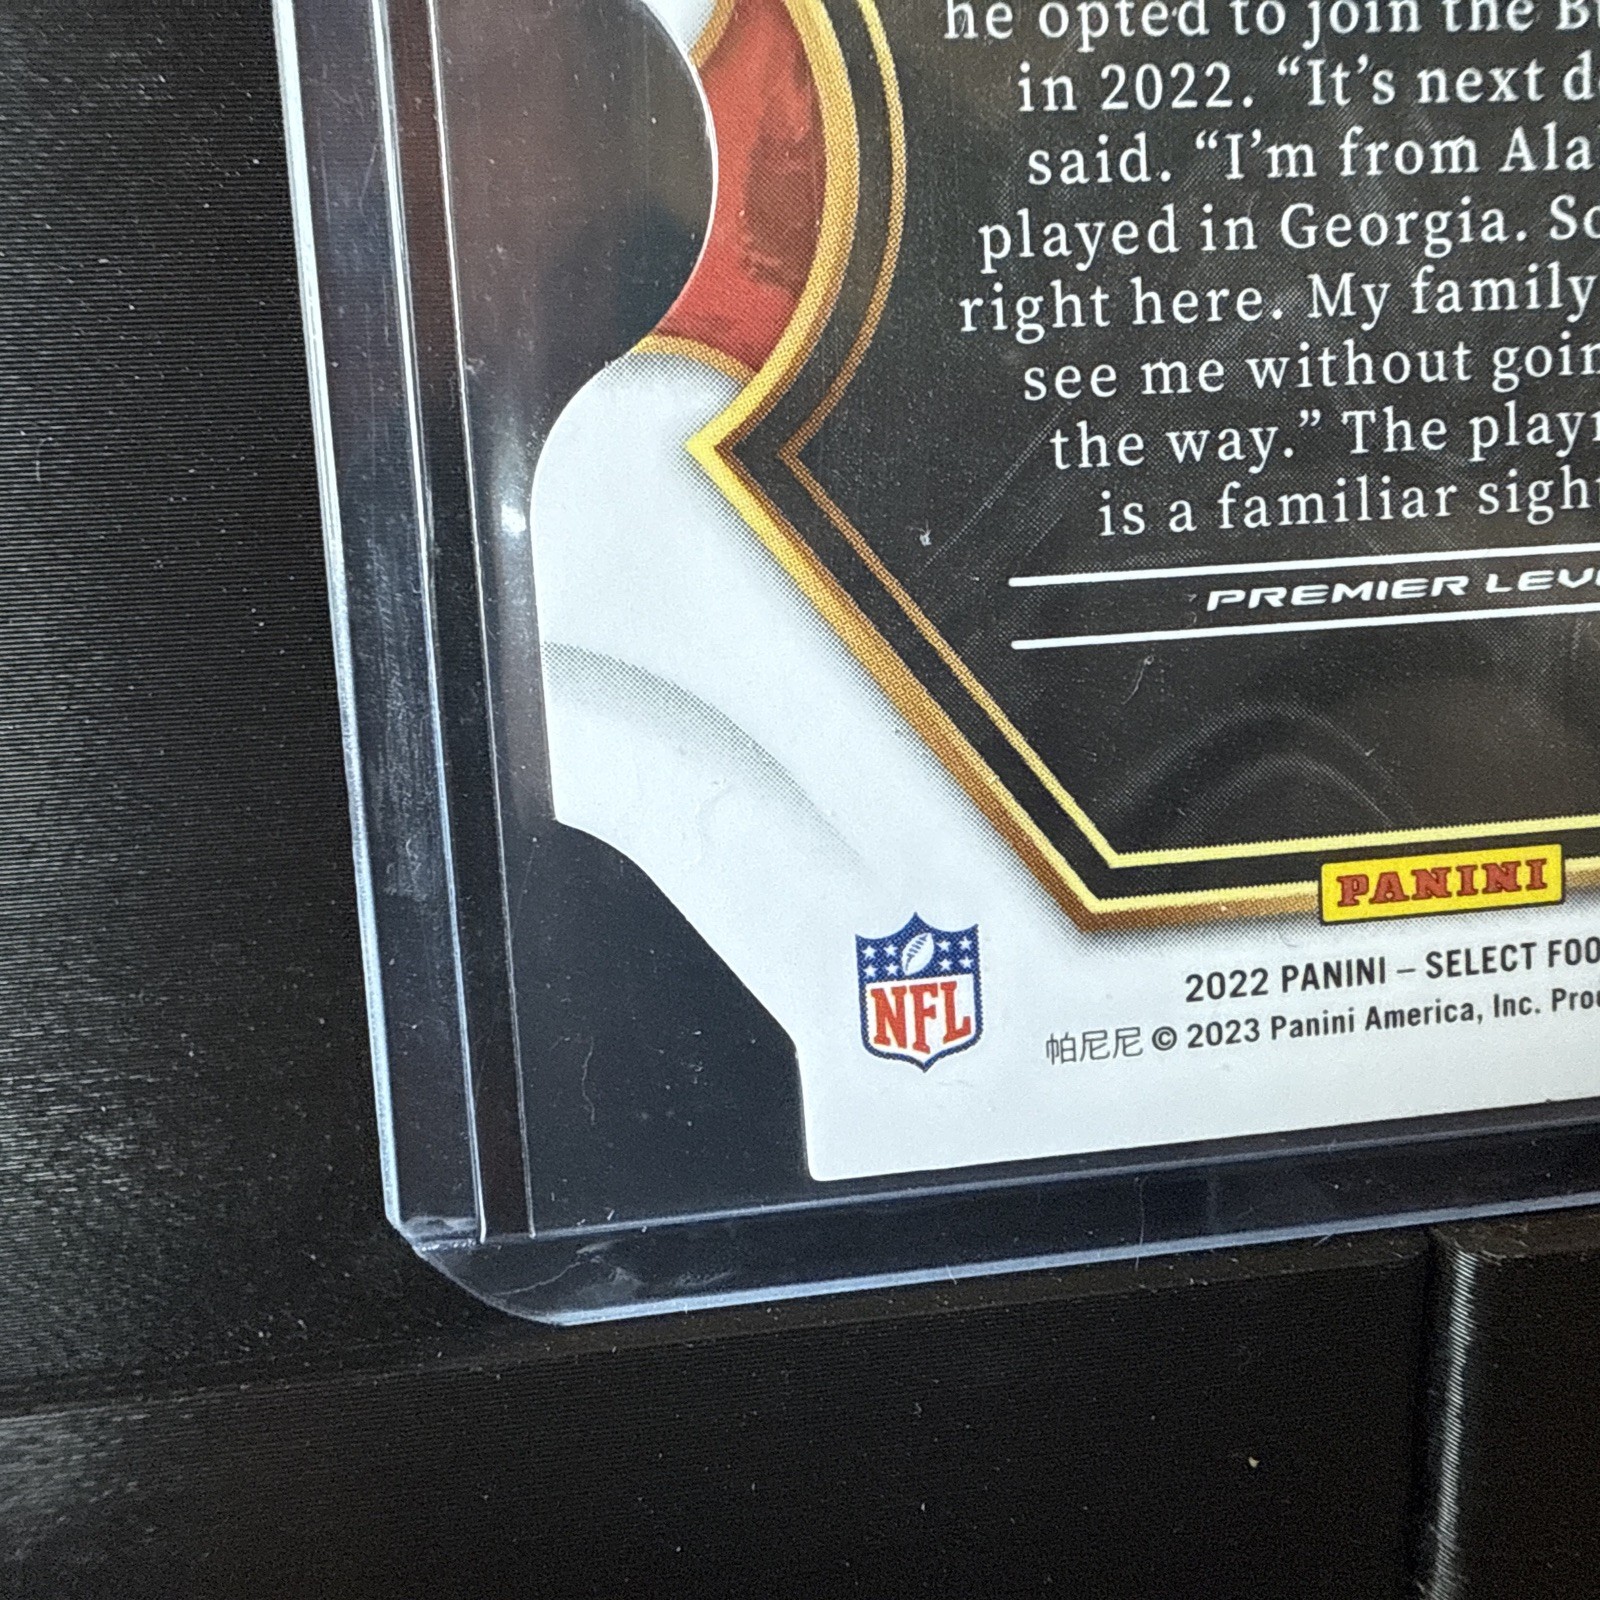 he opted to join the
in 2022. “It’s next
said. “I’m from
played in Georgia.
right here. My family
see me without
the way.” The
is a familiar
PREMIER
PANINI
NFL
2022 PANINI – SELECT
帕尼尼 © 2023 Panini America, Inc.